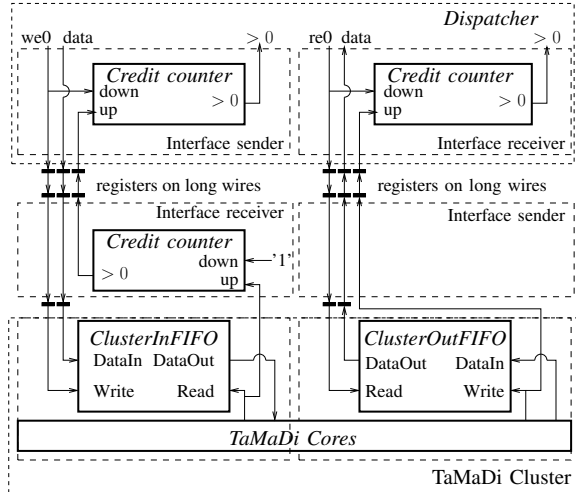 Dispatcher
we0 data > 0 re0 data > 0
Credit counter Credit counter
down down
> 0 > 0
up up
Interface sender Interface receiver
registers on long wires registers on long wires
Interface receiver Interface sender
Credit counter
down '1'
> 0
up
ClusterInFIFO ClusterOutFIFO
DataIn DataOut DataOut DataIn
Write Read Read Write
TaMaDi Cores
TaMaDi Cluster